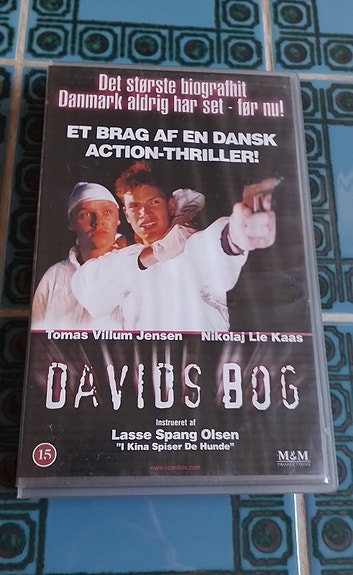 Det største biografhit
Danmark aldrig har set - før nu!
ET BRAG AF EN DANSK
ACTION-THRILLER!
Tomas Villum Jensen Nikolaj Lie Kaas
DAVIDS BOG
Instrueret af
Lasse Spang Olsen
"I Kina Spiser De Hunde"
15
M&M
PRODUCTIONS